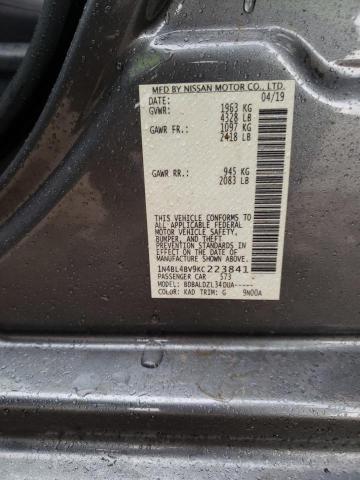 MFD BY NISSAN MOTOR CO., LTD.
DATE: 04/19
GVWR: 1963 KG
4328 LB
GAWR FR: 1097 KG
2418 LB
GAWR RR: 945 KG
2083 LB
THIS VEHICLE CONFORMS TO
ALL APPLICABLE FEDERAL
MOTOR VEHICLE SAFETY,
BUMPER, AND THEFT
PREVENTION STANDARDS
IN EFFECT ON THE DATE OF
MANUFACTURE SHOWN ABOVE.
1N4BL4BV9KC223841
PASSENGER CAR 573
MODEL: BDBALDZL34DUA-----
COLOR: KAD TRIM: G 9N00A